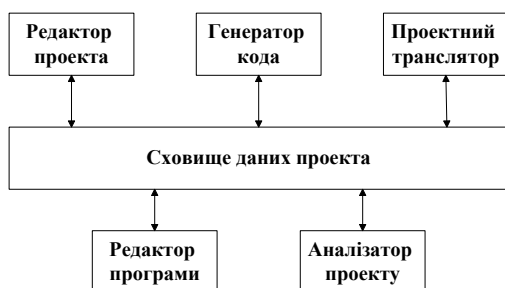 Редактор
проекта
Генератор
кода
Проектний
транслятор
Сховище даних проекта
Редактор
програми
Аналізатор
проекту